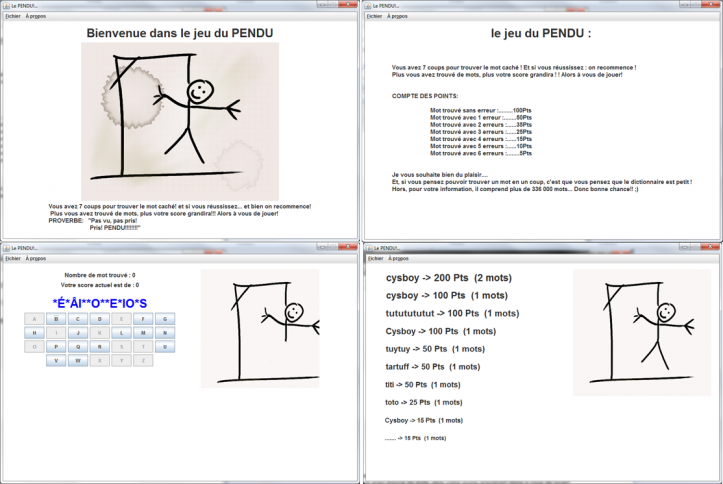 Le PENDU!...
Fichier À propos
Bienvenue dans le jeu du PENDU
Vous avez 7 coups pour trouver le mot caché! Et si vous réussissez... et bien on recommence!
Plus vous avez trouvé de mots, plus votre score grandira!!! Alors à vous de jouer!
PROVERBE: "Pas vu, pas pris!
Pris! PENDU!!!!!!!!"
Le PENDU!...
Fichier À propos
le jeu du PENDU :
Vous avez 7 coups pour trouver le mot caché ! Et si vous réussissez : on recommence !
Plus vous avez trouvé de mots, plus votre score grandira ! ! Alors à vous de jouer!
COMPTE DES POINTS:
Mot trouvé sans erreur :........100Pts
Mot trouvé avec 1 erreur :.......50Pts
Mot trouvé avec 2 erreurs :.....35Pts
Mot trouvé avec 3 erreurs :.....25Pts
Mot trouvé avec 4 erreurs :.....15Pts
Mot trouvé avec 5 erreurs :.....10Pts
Mot trouvé avec 6 erreurs :.......5Pts
Je vous souhaite bien du plaisir....
Et, si vous pensez pouvoir trouver un mot en un coup, c'est que vous pensez que le dictionnaire est petit !
Hors, pour votre information, il comprend plus de 336 000 mots... Donc bonne chance!! ;)
Le PENDU!...
Fichier À propos
Nombre de mot trouvé : 0
Votre score actuel est de : 0
*É*ÂI**O**E*IO*S
A B C D E F G
H I J K L M N
O P Q R S T U
V W X Y Z
Le PENDU!...
Fichier À propos
cysboy -> 200 Pts (2 mots)
cysboy -> 100 Pts (1 mots)
tutututututut -> 100 Pts (1 mots)
Cysboy -> 100 Pts (1 mots)
tuytuy -> 50 Pts (1 mots)
tartuff -> 50 Pts (1 mots)
titi -> 50 Pts (1 mots)
toto -> 25 Pts (1 mots)
Cysboy -> 15 Pts (1 mots)
....... -> 15 Pts (1 mots)